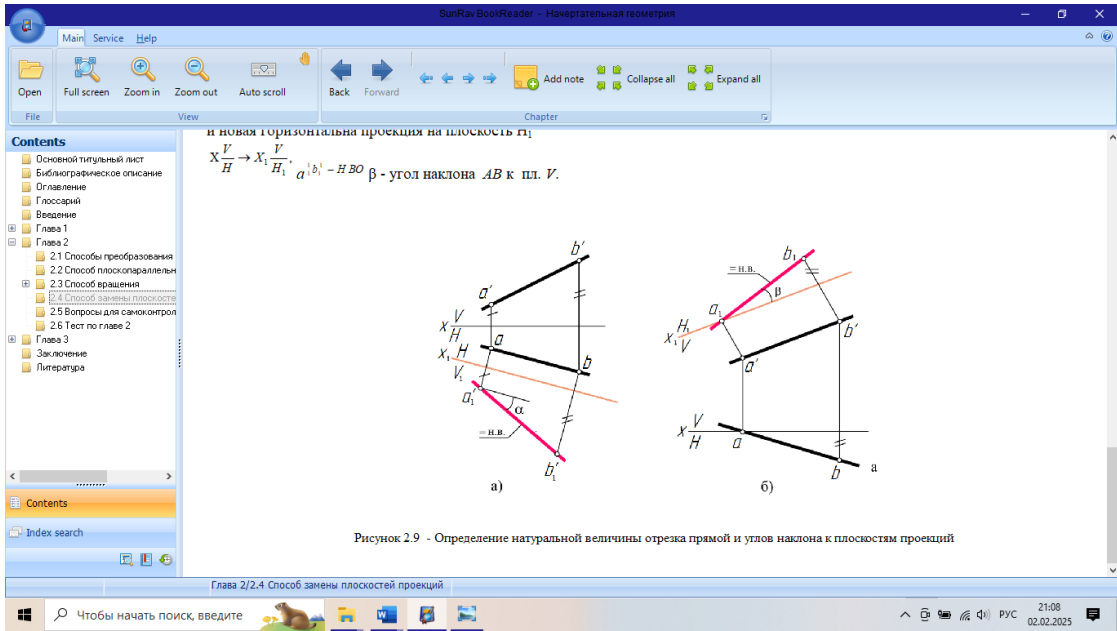 SunRav BookReader - Начертательная геометрия
Main Service Help
Open Full screen Zoom in Zoom out Auto scroll Back Forward Add note Collapse all Expand all
File View Chapter
Contents
Основной титульный лист
Библиографическое описание
Оглавление
Глоссарий
Введение
Глава 1
Глава 2
2.1 Способы преобразования
2.2 Способ плоскопараллельн
2.3 Способ вращения
2.4 Способ замены плоскосте
2.5 Вопросы для самоконтрол
2.6 Тест по главе 2
Глава 3
Заключение
Литература
Contents
Index search
и новая горизонтальна проекция на плоскость H₁
X V/H → X₁ V/H₁, a₁¹b₁¹ – Н ВО β - угол наклона AB к пл. V.
b'
a'
X V/H
a
X₁ H/V₁
b
a'₁
α
= н.в.
b'₁
а)
b₁
= н.в.
β
a₁
X₁ H₁/V
b'
a'
X V/H
a
b
а
б)
Рисунок 2.9 - Определение натуральной величины отрезка прямой и углов наклона к плоскостям проекций
Глава 2/2.4 Способ замены плоскостей проекций
Чтобы начать поиск, введите
РУС
21:08
02.02.2025